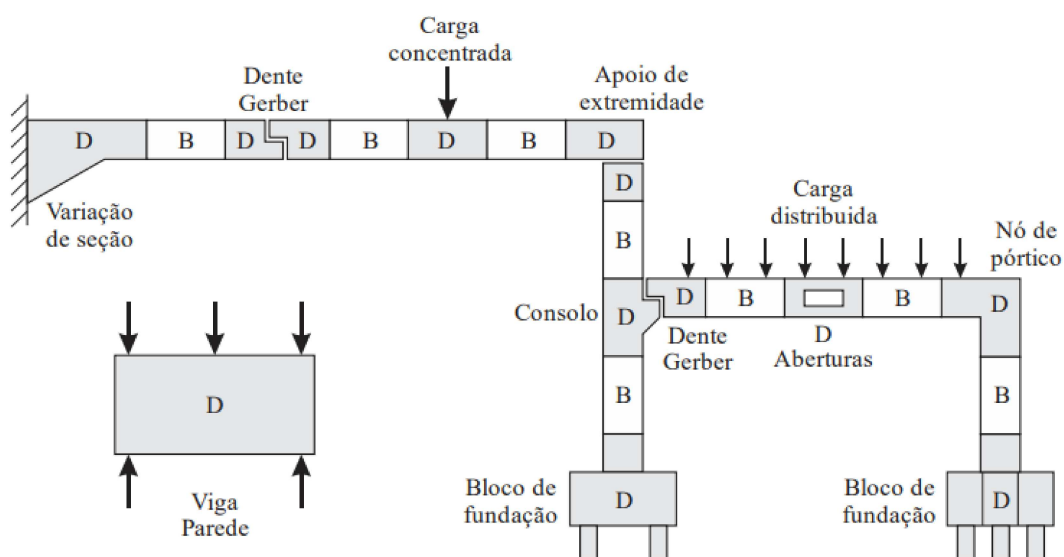 Carga
concentrada
Dente
Gerber
Apoio de
extremidade
D
B
D
D
B
D
B
D
Variação
de seção
D
B
Carga
distribuida
Nó de
pórtico
Consolo
D
D
B
B
D
Dente
Gerber
D
Aberturas
B
B
D
Viga
Parede
Bloco de
fundação
D
Bloco de
fundação
D